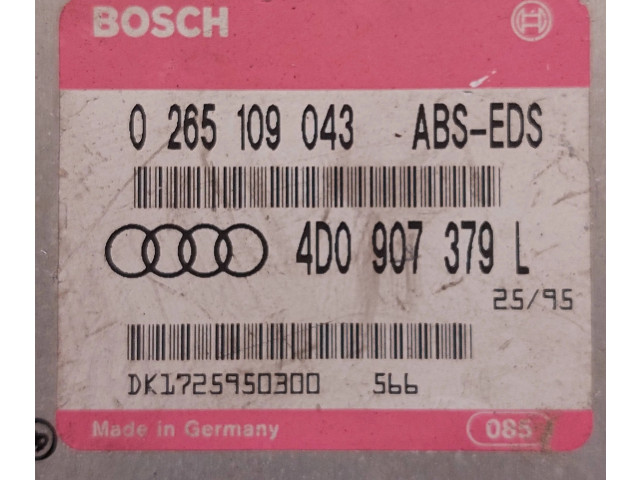 BOSCH
0 265 109 043 ABS-EDS
4D0 907 379 L
25/95
DK1725950300 566
Made in Germany 085